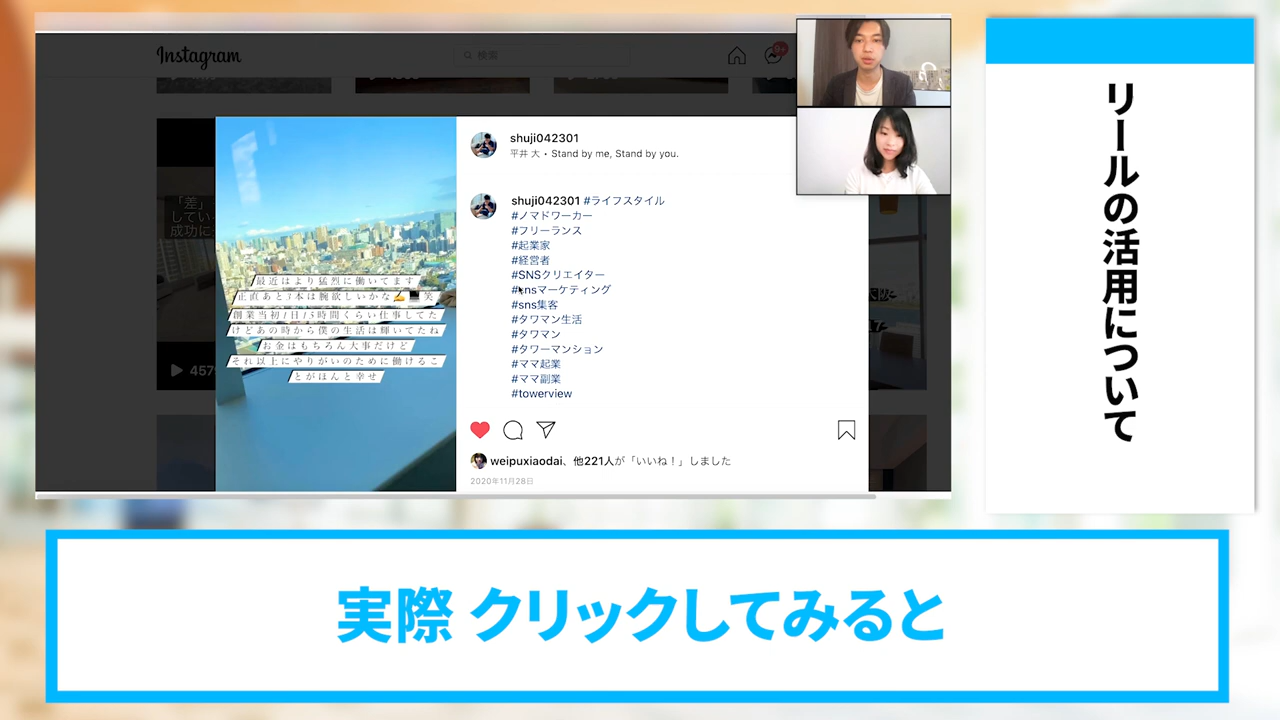 Instagram
検索
9+
shuji042301
平井 大 • Stand by me, Stand by you.
shuji042301 #ライフスタイル
#ノマドワーカー
#フリーランス
#起業家
#経営者
#SNSクリエイター
#snsマーケティング
#sns集客
#タワマン生活
#タワマン
#タワーマンション
#ママ起業
#ママ副業
#towerview
weipuxiaodai、他221人が「いいね！」しました
2020年11月28日
「差」
してい
成功に
457
最近はより猛烈に働いてます
正直あと3本は腕欲しいかな✍️💻笑
創業当初1日15時間くらい仕事してた
けどあの時から僕の生活は輝いてたね
お金はもちろん大事だけど
それ以上にやりがいのために働けるこ
とがほんと幸せ
リールの活用について
実際 クリックしてみると